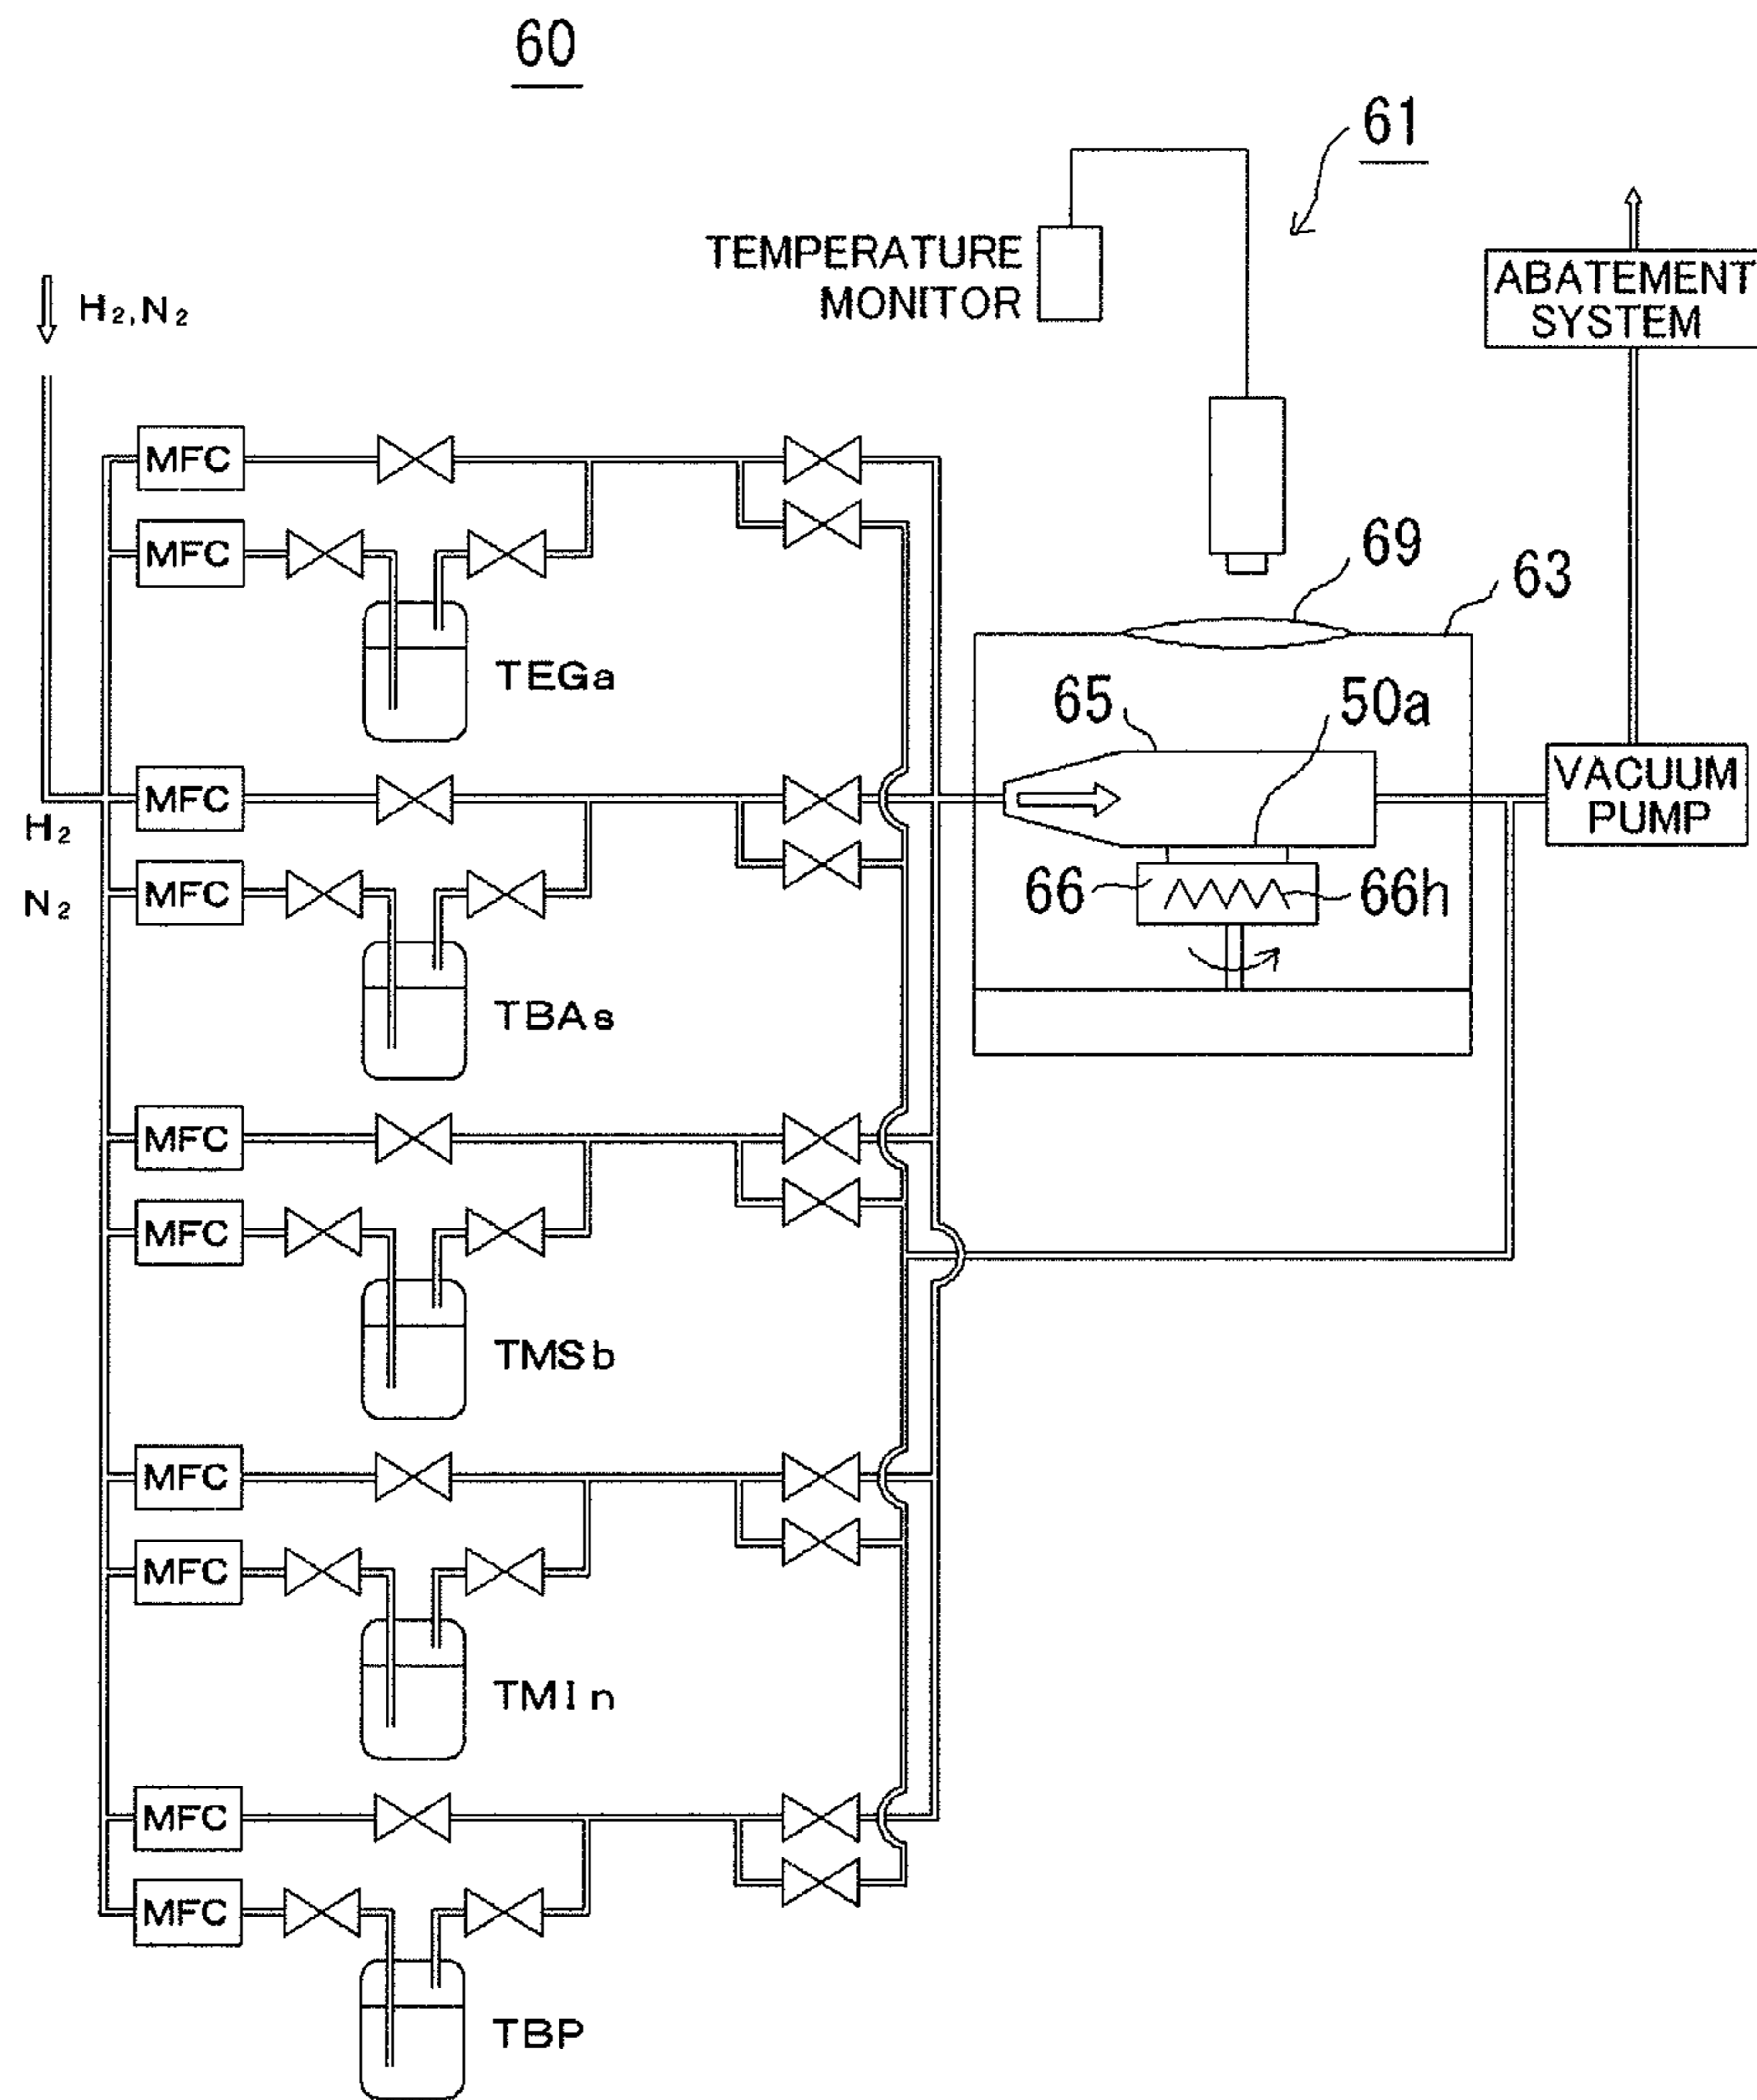 60
61
TEMPERATURE
MONITOR
ABATEMENT
SYSTEM
H₂,N₂
MFC
MFC
69
63
TEGa
65
50a
MFC
VACUUM
PUMP
H₂
MFC
66
66h
N₂
TBAs
MFC
MFC
TMSb
MFC
MFC
TMIn
MFC
MFC
TBP